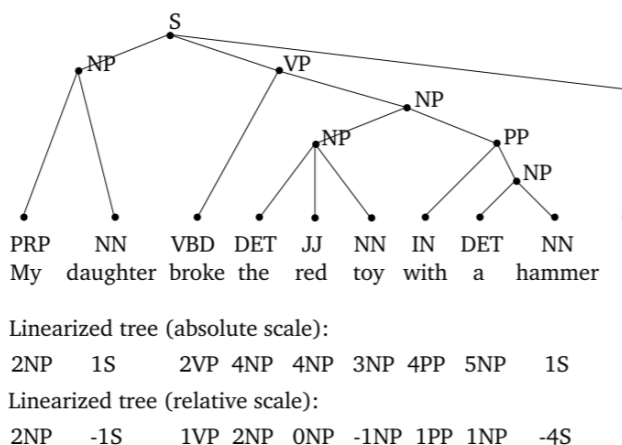 S
NP VP
NP
NP PP
NP
PRP NN VBD DET JJ NN IN DET NN
My daughter broke the red toy with a hammer
Linearized tree (absolute scale):
2NP 1S 2VP 4NP 4NP 3NP 4PP 5NP 1S
Linearized tree (relative scale):
2NP -1S 1VP 2NP 0NP -1NP 1PP 1NP -4S